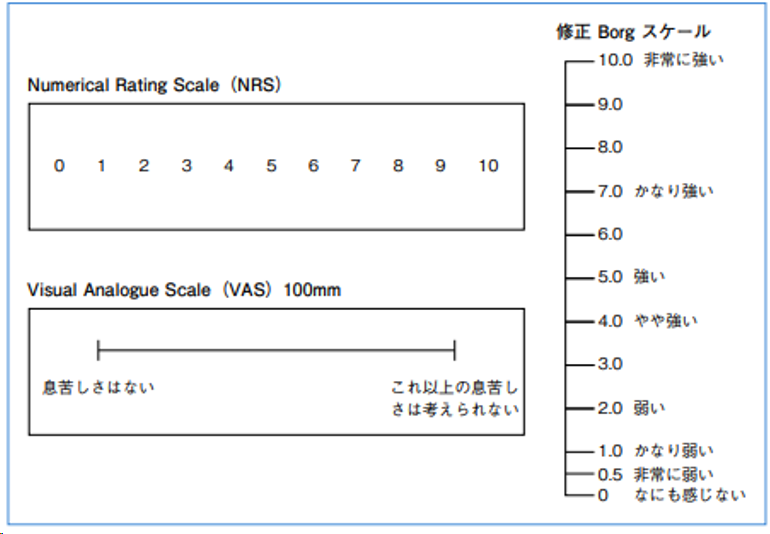 Numerical Rating Scale（NRS）
0 1 2 3 4 5 6 7 8 9 10
Visual Analogue Scale（VAS）100mm
息苦しさはない
これ以上の息苦し
さは考えられない
修正 Borg スケール
10.0 非常に強い
9.0
8.0
7.0 かなり強い
6.0
5.0 強い
4.0 やや強い
3.0
2.0 弱い
1.0 かなり弱い
0.5 非常に弱い
0 なにも感じない